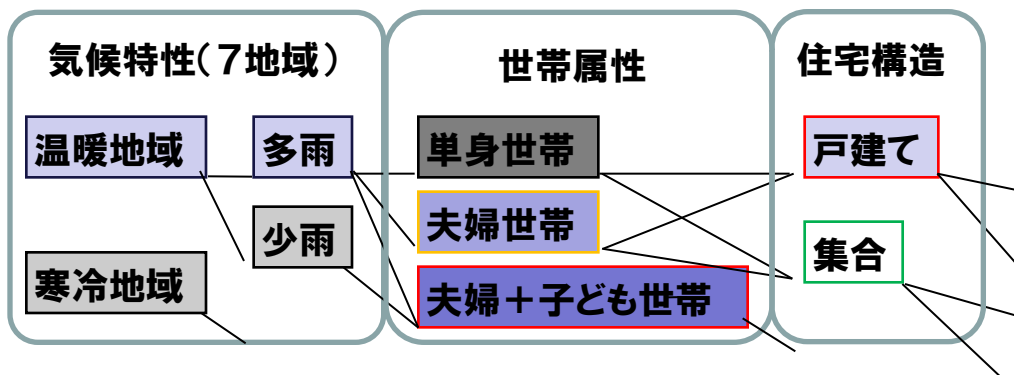 気候特性（７地域）
温暖地域
多雨
少雨
寒冷地域
世帯属性
単身世帯
夫婦世帯
夫婦＋子ども世帯
住宅構造
戸建て
集合